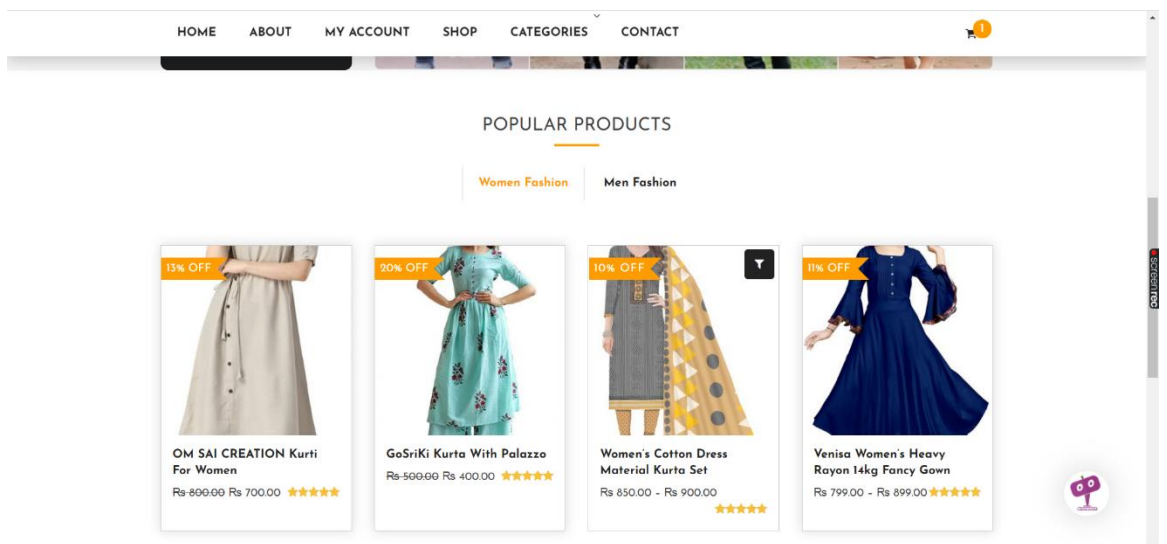 HOME ABOUT MY ACCOUNT SHOP CATEGORIES CONTACT 1
POPULAR PRODUCTS
Women Fashion Men Fashion
13% OFF
20% OFF
10% OFF
11% OFF
OM SAI CREATION Kurti
For Women
Rs 800.00 Rs 700.00
GoSriKi Kurta With Palazzo
Rs 500.00 Rs 400.00
Women's Cotton Dress
Material Kurta Set
Rs 850.00 - Rs 900.00
Venisa Women's Heavy
Rayon 14kg Fancy Gown
Rs 799.00 - Rs 899.00
screenrec